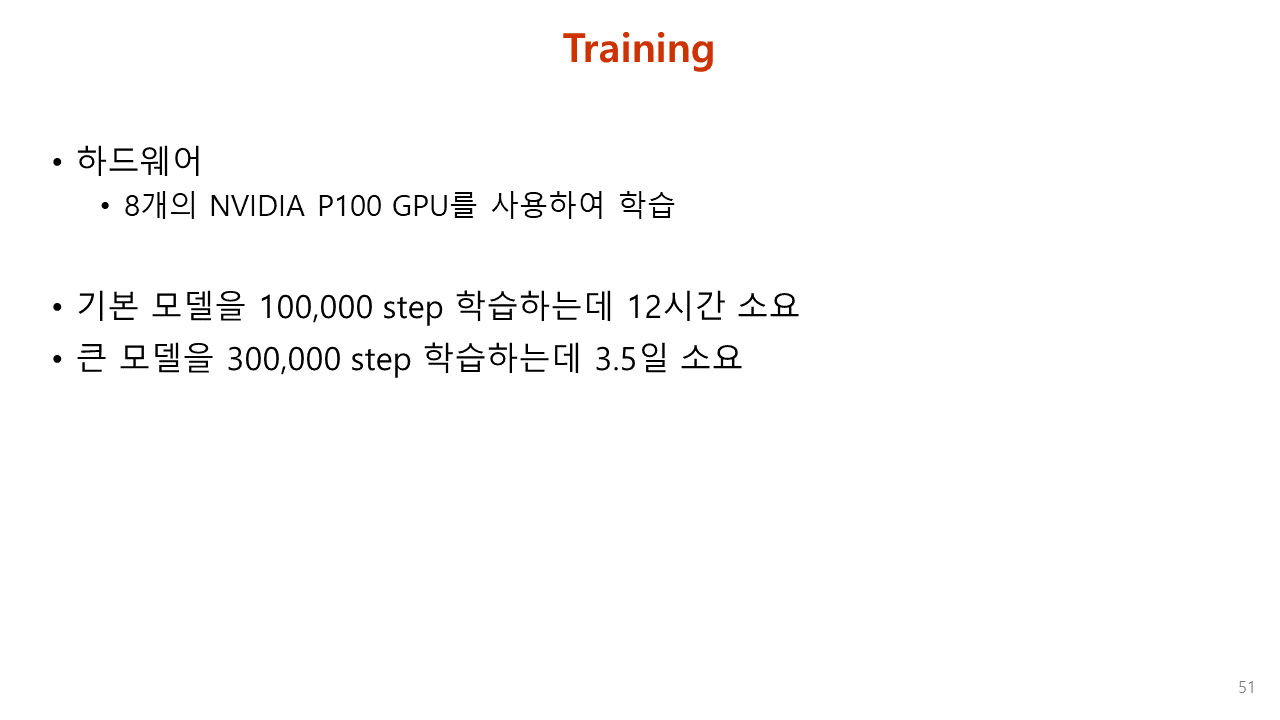 Training
• 하드웨어
• 8개의 NVIDIA P100 GPU를 사용하여 학습
• 기본 모델을 100,000 step 학습하는데 12시간 소요
• 큰 모델을 300,000 step 학습하는데 3.5일 소요
51